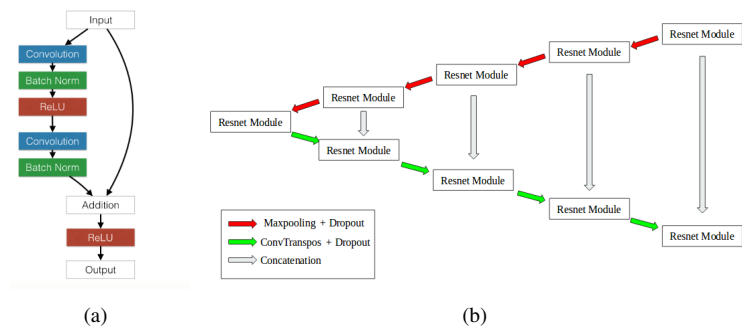 Input
Convolution
Batch Norm
ReLU
Convolution
Batch Norm
Addition
ReLU
Output
(a)
Resnet Module
Resnet Module
Resnet Module
Resnet Module
Resnet Module
Resnet Module
Resnet Module
Resnet Module
Resnet Module
Maxpooling + Dropout
ConvTranspos + Dropout
Concatenation
(b)